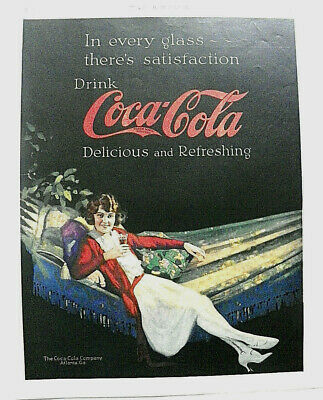 In every glass ~ ~
there's satisfaction
Drink
Coca-Cola
Delicious and Refreshing
The Coca-Cola Company
Atlanta, Ga.